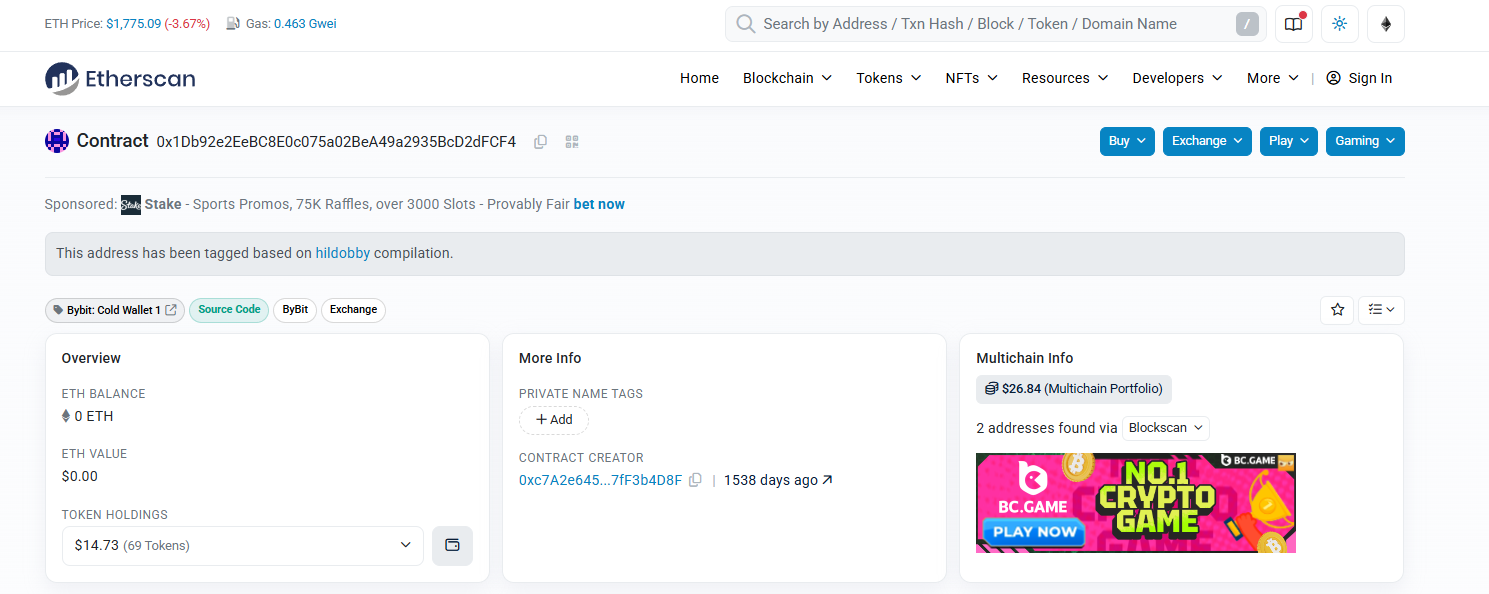 ETH Price: $1,775.09 (-3.67%) Gas: 0.463 Gwei
Search by Address / Txn Hash / Block / Token / Domain Name /
Etherscan
Home Blockchain Tokens NFTs Resources Developers More | Sign In
Contract 0x1Db92e2EeBC8E0c075a02BeA49a2935BcD2dFCF4
Buy Exchange Play Gaming
Sponsored: Stake Stake - Sports Promos, 75K Raffles, over 3000 Slots - Provably Fair bet now
This address has been tagged based on hildobby compilation.
Bybit: Cold Wallet 1 Source Code ByBit Exchange
Overview
ETH BALANCE
0 ETH
ETH VALUE
$0.00
TOKEN HOLDINGS
$14.73 (69 Tokens)
More Info
PRIVATE NAME TAGS
+ Add
CONTRACT CREATOR
0xc7A2e645...7fF3b4D8F | 1538 days ago
Multichain Info
$26.84 (Multichain Portfolio)
2 addresses found via Blockscan
BC.GAME
BC.GAME
PLAY NOW
NO.1
CRYPTO
GAME